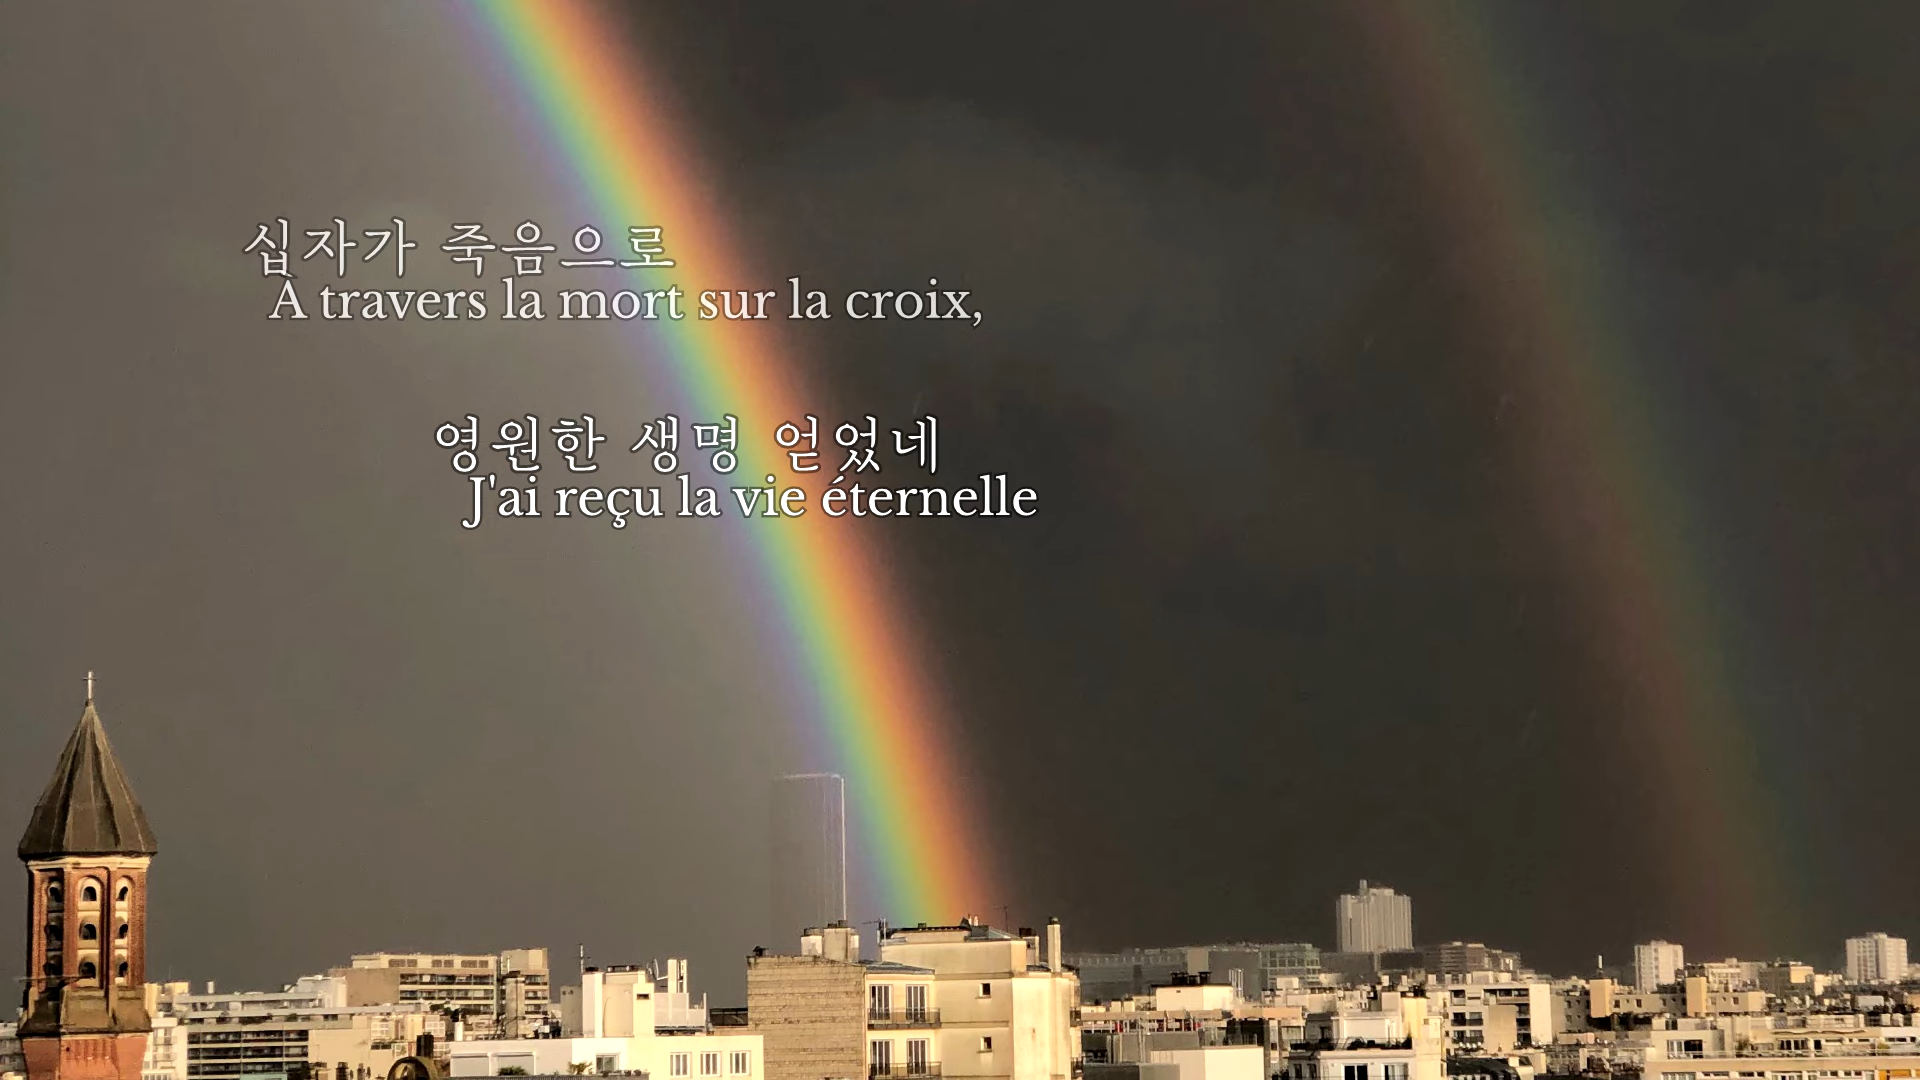 십자가 죽음으로
À travers la mort sur la croix,
영원한 생명 얻었네
J'ai reçu la vie éternelle